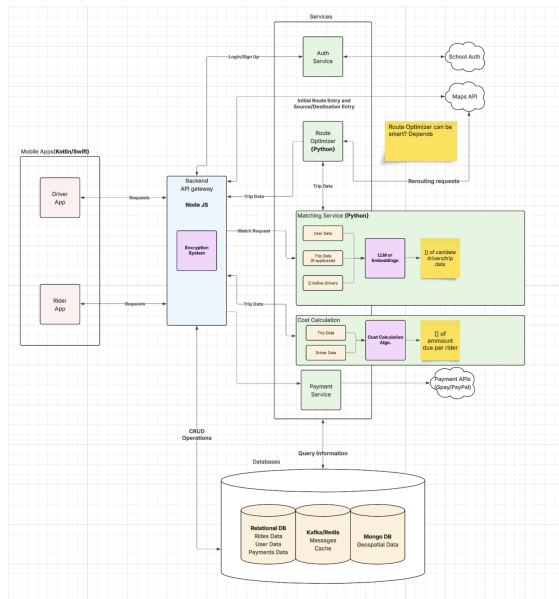 Services
Auth
Service
Login/Sign Up
School Auth
Maps API
Initial Route Entry and
Source/Destination Entry
Route
Optimizer
(Python)
Route Optimizer can be
smart? Depends
Mobile Apps(Kotlin/Swift)
Backend
API gateway
Node JS
Trip Data
Rerouting requests
Trip Data
Driver
App
Requests
Matching Service (Python)
Match Request
User Data
Encryption
System
Trip Data
(If applicable)
LLM or
Embeddings
[] of canidate
drivers/trip
data
[] Active Drivers
Rider
App
Requests
Trip Data
Cost Calculation
Trip Data
Cost Calculation
Algo.
[] of
ammount
due per rider
Driver Data
Payment
Service
Payment APIs
(Gpay/PayPal)
CRUD
Operations
Query Information
Databases
Relational DB
Rides Data
User Data
Payments Data
Kafka/Redis
Messages
Cache
Mongo DB
Geospatial Data